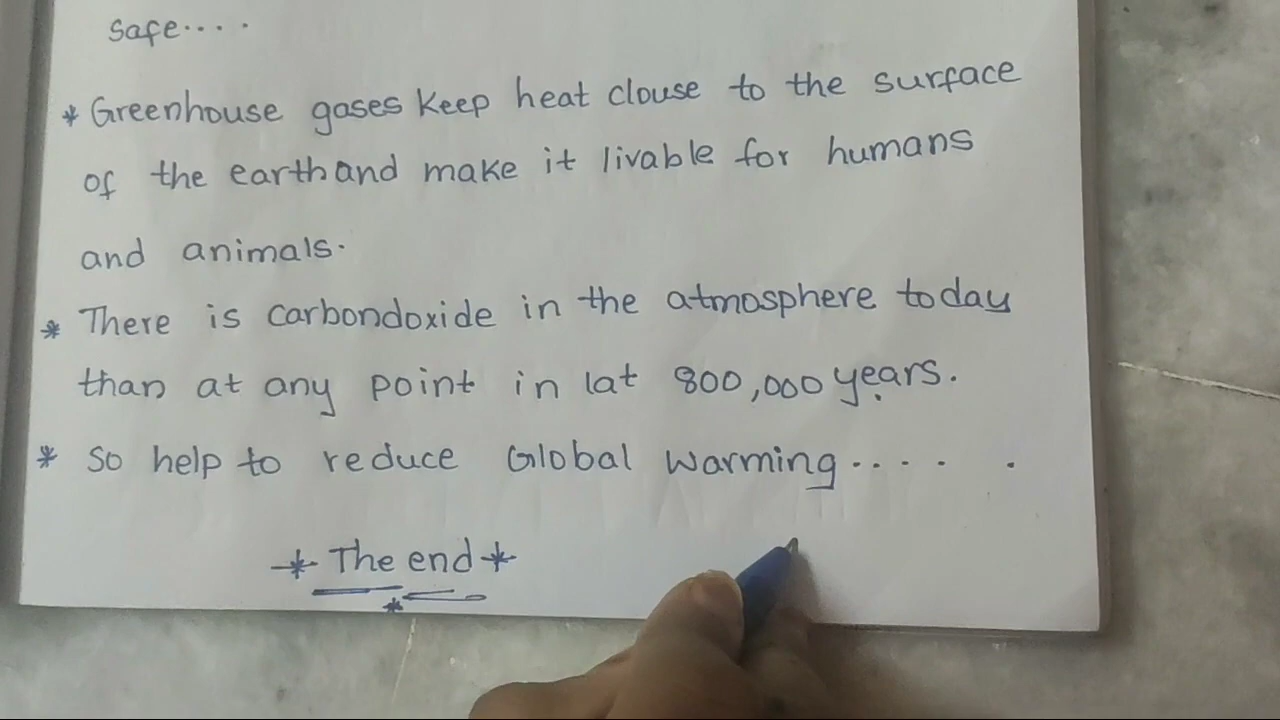 safe....
* Greenhouse gases keep heat clouse to the surface
of the earth and make it livable for humans
and animals.
* There is carbondoxide in the atmosphere today
than at any point in lat 800,000 years.
* So help to reduce Global warming.... .
* The end *
*